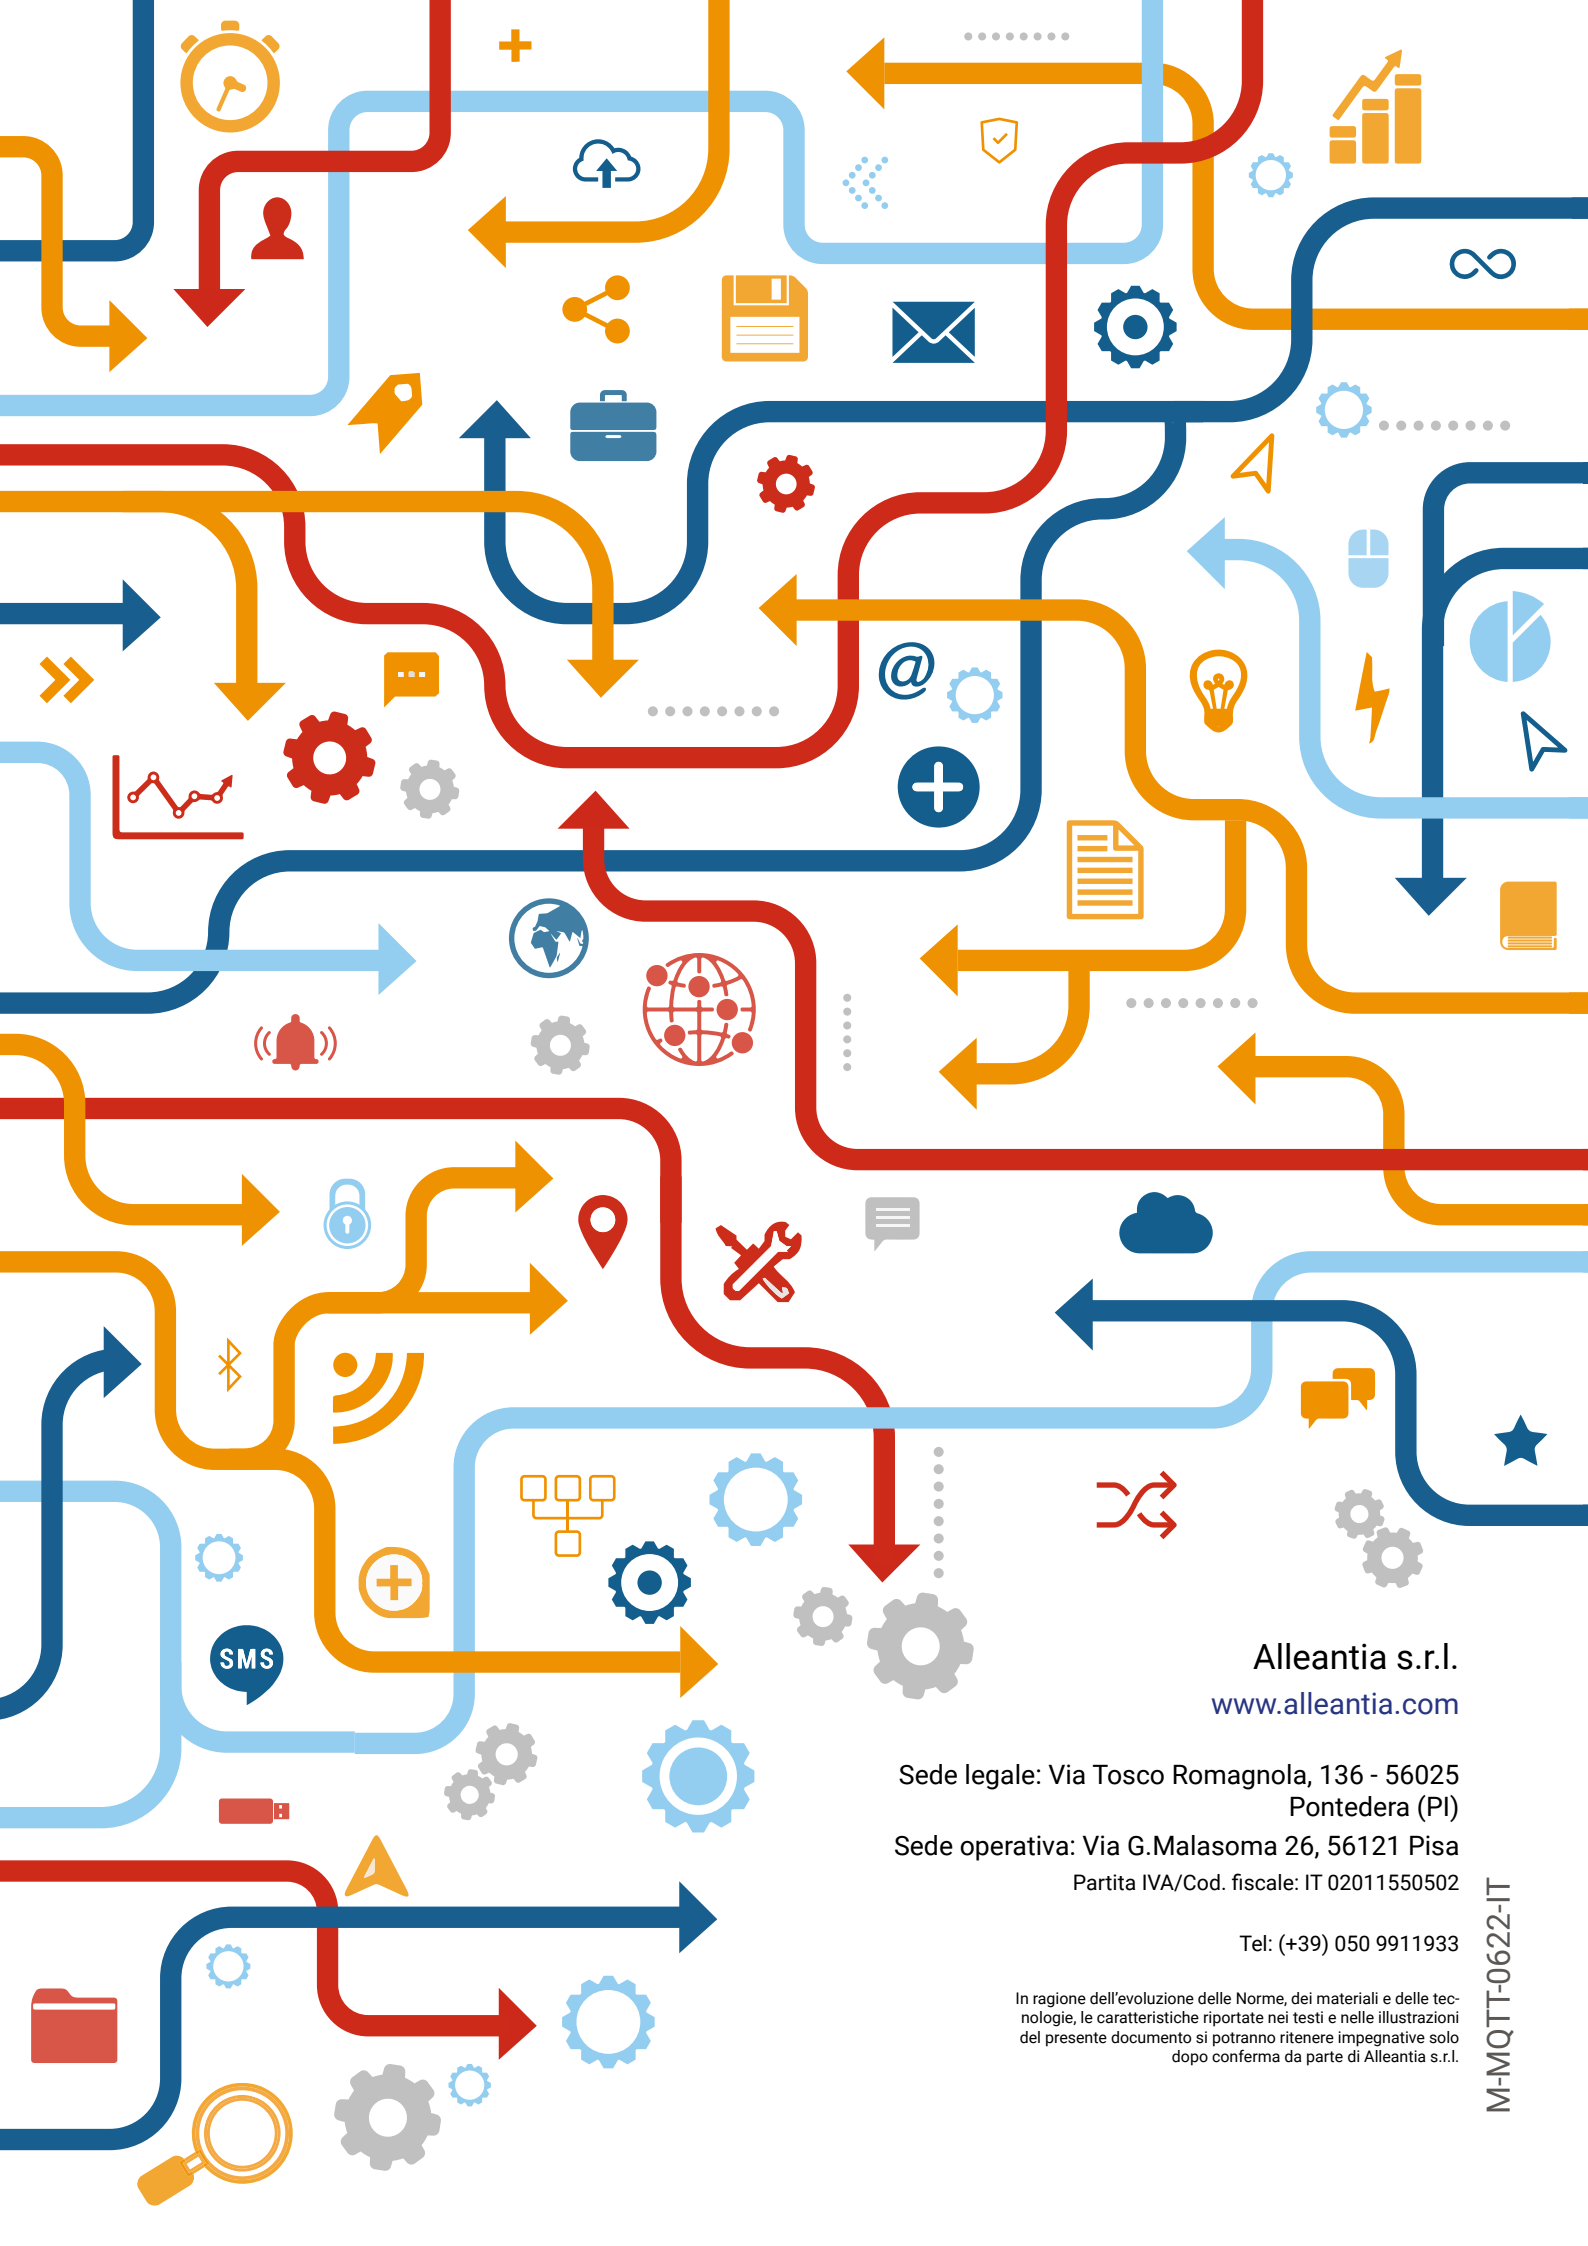 @
SMS
Alleantia s.r.l.
www.alleantia.com
Sede legale: Via Tosco Romagnola, 136 - 56025
Pontedera (PI)
Sede operativa: Via G.Malasoma 26, 56121 Pisa
Partita IVA/Cod. fiscale: IT 02011550502
Tel: (+39) 050 9911933
In ragione dell'evoluzione delle Norme, dei materiali e delle tec-
nologie, le caratteristiche riportate nei testi e nelle illustrazioni
del presente documento si potranno ritenere impegnative solo
dopo conferma da parte di Alleantia s.r.l.
M-MQTT-0622-IT